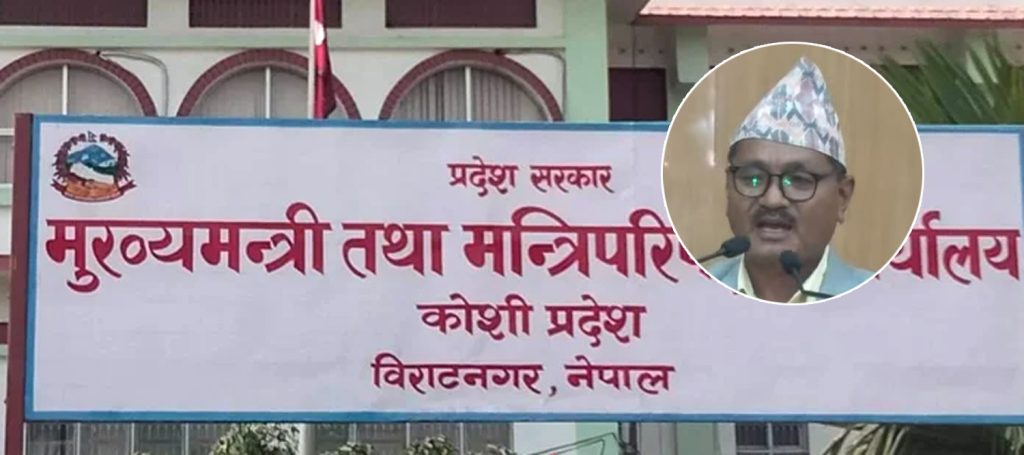 प्रदेश सरकार
मुख्यमन्त्री तथा मन्त्रिपरि
कोशी प्रदेश
विराटनगर, नेपाल